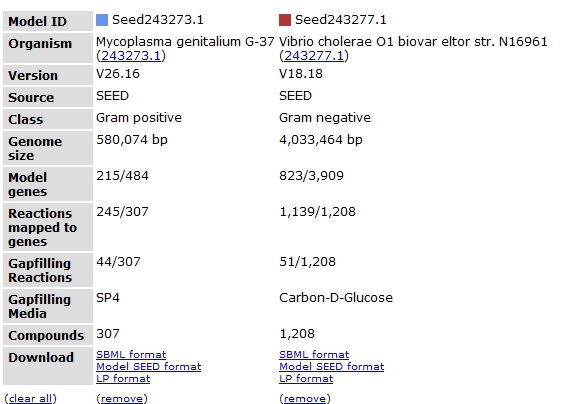 Model ID Seed243273.1 Seed243277.1
Organism Mycoplasma genitalium G-37 Vibrio cholerae O1 biovar eltor str. N16961
(243273.1) (243277.1)
Version V26.16 V18.18
Source SEED SEED
Class Gram positive Gram negative
Genome 580,074 bp 4,033,464 bp
size
Model 215/484 823/3,909
genes
Reactions 245/307 1,139/1,208
mapped to
genes
Gapfilling 44/307 51/1,208
Reactions
Gapfilling SP4 Carbon-D-Glucose
Media
Compounds 307 1,208
Download SBML format SBML format
Model SEED format Model SEED format
LP format LP format
(clear all) (remove) (remove)